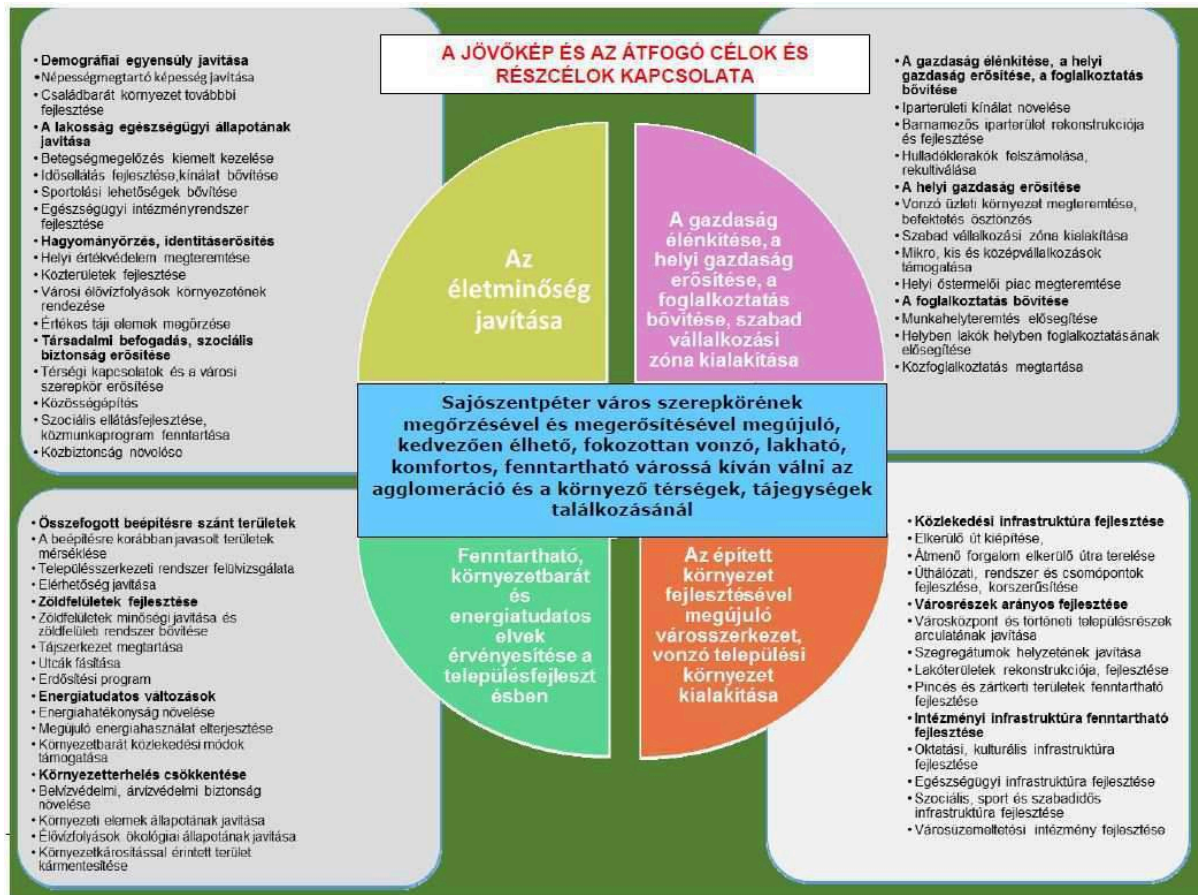 A JÖVŐKÉP ÉS AZ ÁTFOGÓ CÉLOK ÉS
RÉSZCÉLOK KAPCSOLATA
• Demográfiai egyensúly javítása
• Népességmegtartó képesség javítása
• Családbarát környezet továbbbi
fejlesztése
• A lakosság egészségügyi állapotának
javítása
• Betegségmegelőzés kiemelt kezelése
• Idősellátás fejlesztése,kínálat bővítése
• Sportolási lehetőségek bővítése
• Egészségügyi intézményrendszer
fejlesztése
• Hagyományőrzés, identitáserősítés
• Helyi értékvédelem megteremtése
• Közterületek fejlesztése
• Városi élővízfolyások környezetének
rendezése
• Értékes táji elemek megőrzése
• Társadalmi befogadás, szociális
biztonság erősítése
• Térségi kapcsolatok és a városi
szerepkör erősítése
• Közösségépítés
• Szociális ellátásfejlesztése,
közmunkaprogram fenntartása
• Közbiztonság növelése
• A gazdaság élénkítése, a helyi
gazdaság erősítése, a foglalkoztatás
bővítése
• Iparterületi kínálat növelése
• Barnamezős iparterület rekonstrukciója
és fejlesztése
• Hulladéklerakók felszámolása,
rekultiválása
• A helyi gazdaság erősítése
• Vonzó üzleti környezet megteremtése,
befektetés ösztönzés
• Szabad vállalkozási zóna kialakítása
• Mikro, kis és középvállalkozások
támogatása
• Helyi őstermelői piac megteremtése
• A foglalkoztatás bővítése
• Munkahelyteremtés elősegítése
• Helyben lakók helyben foglalkoztatásának
elősegítése
• Közfoglalkoztatás megtartása
Az
életminőség
javítása
A gazdaság
élénkítése, a
helyi gazdaság
erősítése, a
foglalkoztatás
bővítése, szabad
vállalkozási
zóna kialakítása
Sajószentpéter város szerepkörének
megőrzésével és megerősítésével megújuló,
kedvezően élhető, fokozottan vonzó, lakható,
komfortos, fenntartható várossá kíván válni az
agglomeráció és a környező térségek, tájegységek
találkozásánál
Fenntartható,
környezetbarát
és
energiatudatos
elvek
érvényesítése a
településfejleszt
ésben
Az épített
környezet
fejlesztésével
megújuló
városszerkezet,
vonzó települési
környezet
kialakítása
• Összefogott beépítésre szánt területek
• A beépítésre korábban javasolt területek
mérséklése
• Településszerkezeti rendszer felülvizsgálata
• Elérhetőség javítása
• Zöldfelületek fejlesztése
• Zöldfelületek minőségi javítása és
zöldfelületi rendszer bővítése
• Tájszerkezet megtartása
• Utcák fásítása
• Erdősítési program
• Energiatudatos változások
• Energiahatékonyság növelése
• Megújuló energiahasználat elterjesztése
• Környezetbarát közlekedési módok
támogatása
• Környezetterhelés csökkentése
• Belvízvédelmi, árvízvédelmi biztonság
növelése
• Környezeti elemek állapotának javítása
• Élővízfolyások ökológiai állapotának javítása
• Környezetkárosítással érintett terület
kármentesítése
• Közlekedési infrastruktúra fejlesztése
• Elkerülő út kiépítése,
• Átmenő forgalom elkerülő útra terelése
• Úthálózati, rendszer és csomópontok
fejlesztése, korszerűsítése
• Városrészek arányos fejlesztése
• Városközpont és történeti településrészek
arculatának javítása
• Szegregátumok helyzetének javítása
• Lakóterületek rekonstrukciója, fejlesztése
• Pincés és zártkerti területek fenntartható
fejlesztése
• Intézményi infrastruktúra fenntartható
fejlesztése
• Oktatási, kulturális infrastruktúra
fejlesztése
• Egészségügyi infrastruktúra fejlesztése
• Szociális, sport és szabadidős
infrastruktúra fejlesztése
• Városüzemeltetési intézmény fejlesztése